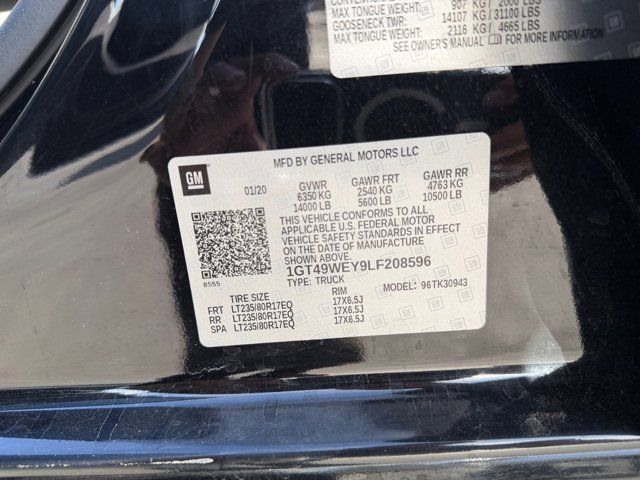 907 KG / 2000 LBS
MAX TONGUE WEIGHT:
GOOSENECK TWR: 14107 KG / 31100 LBS
MAX TONGUE WEIGHT: 2116 KG / 4665 LBS
SEE OWNER'S MANUAL FOR MORE INFORMATION
GM
MFD BY GENERAL MOTORS LLC
01/20
GVWR GAWR FRT GAWR RR
6350 KG 2540 KG 4763 KG
14000 LB 5600 LB 10500 LB
THIS VEHICLE CONFORMS TO ALL
APPLICABLE U.S. FEDERAL MOTOR
VEHICLE SAFETY STANDARDS IN EFFECT
ON THE DATE OF MANUFACTURE
SHOWN ABOVE.
1GT49WEY9LF208596
8555
TYPE: TRUCK MODEL: 96TK30943
TIRE SIZE RIM
FRT LT235/80R17EQ 17X6.5J
RR LT235/80R17EQ 17X6.5J
SPA LT235/80R17EQ 17X6.5J